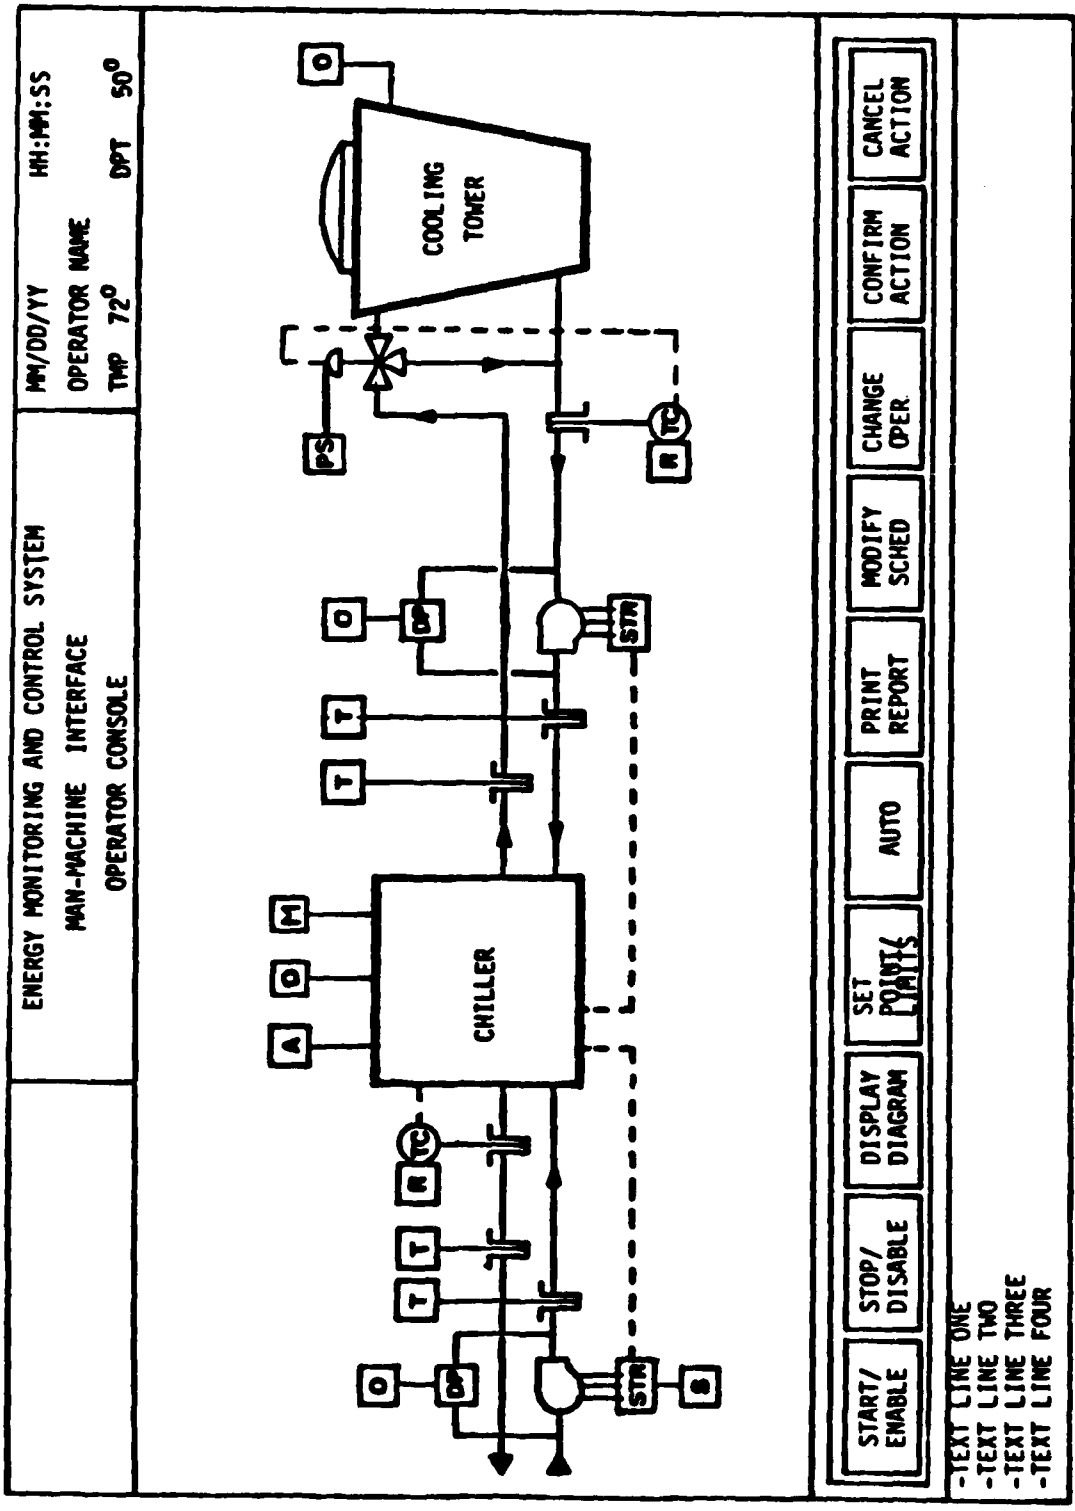 ENERGY MONITORING AND CONTROL SYSTEM
MAN-MACHINE INTERFACE
OPERATOR CONSOLE
MM/DD/YY HH:MM:SS
OPERATOR NAME
TMP 72° DPT 50°
A
O
M
PS
O
T
T
O
DP
O
DP
T
T
R
TC
CHILLER
COOLING
TOWER
STR
S
STR
R
TC
START/
ENABLE
STOP/
DISABLE
DISPLAY
DIAGRAM
SET
POINT/
LIMITS
AUTO
PRINT
REPORT
MODIFY
SCHED
CHANGE
OPER.
CONFIRM
ACTION
CANCEL
ACTION
-TEXT LINE ONE
-TEXT LINE TWO
-TEXT LINE THREE
-TEXT LINE FOUR